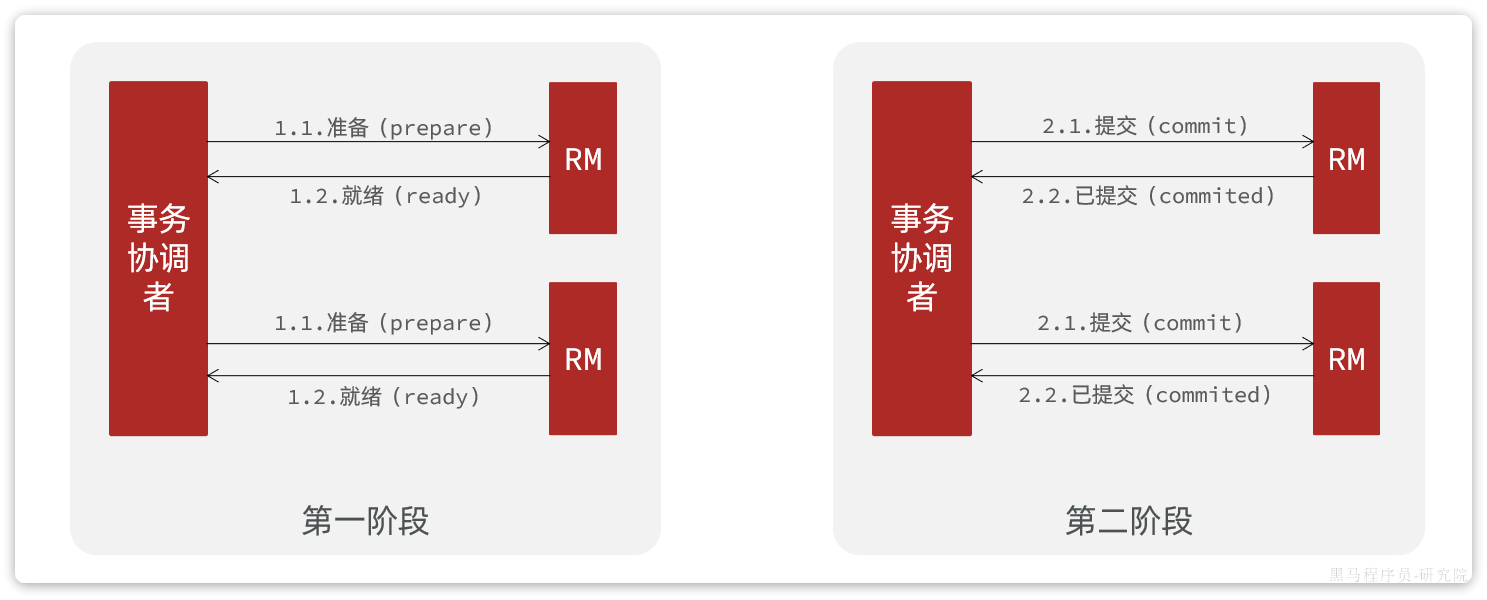 事务
协调
者
1.1.准备（prepare）
1.2.就绪（ready）
RM
1.1.准备（prepare）
1.2.就绪（ready）
RM
第一阶段
事务
协调
者
2.1.提交（commit）
2.2.已提交（commited）
RM
2.1.提交（commit）
2.2.已提交（commited）
RM
第二阶段
黑马程序员-研究院